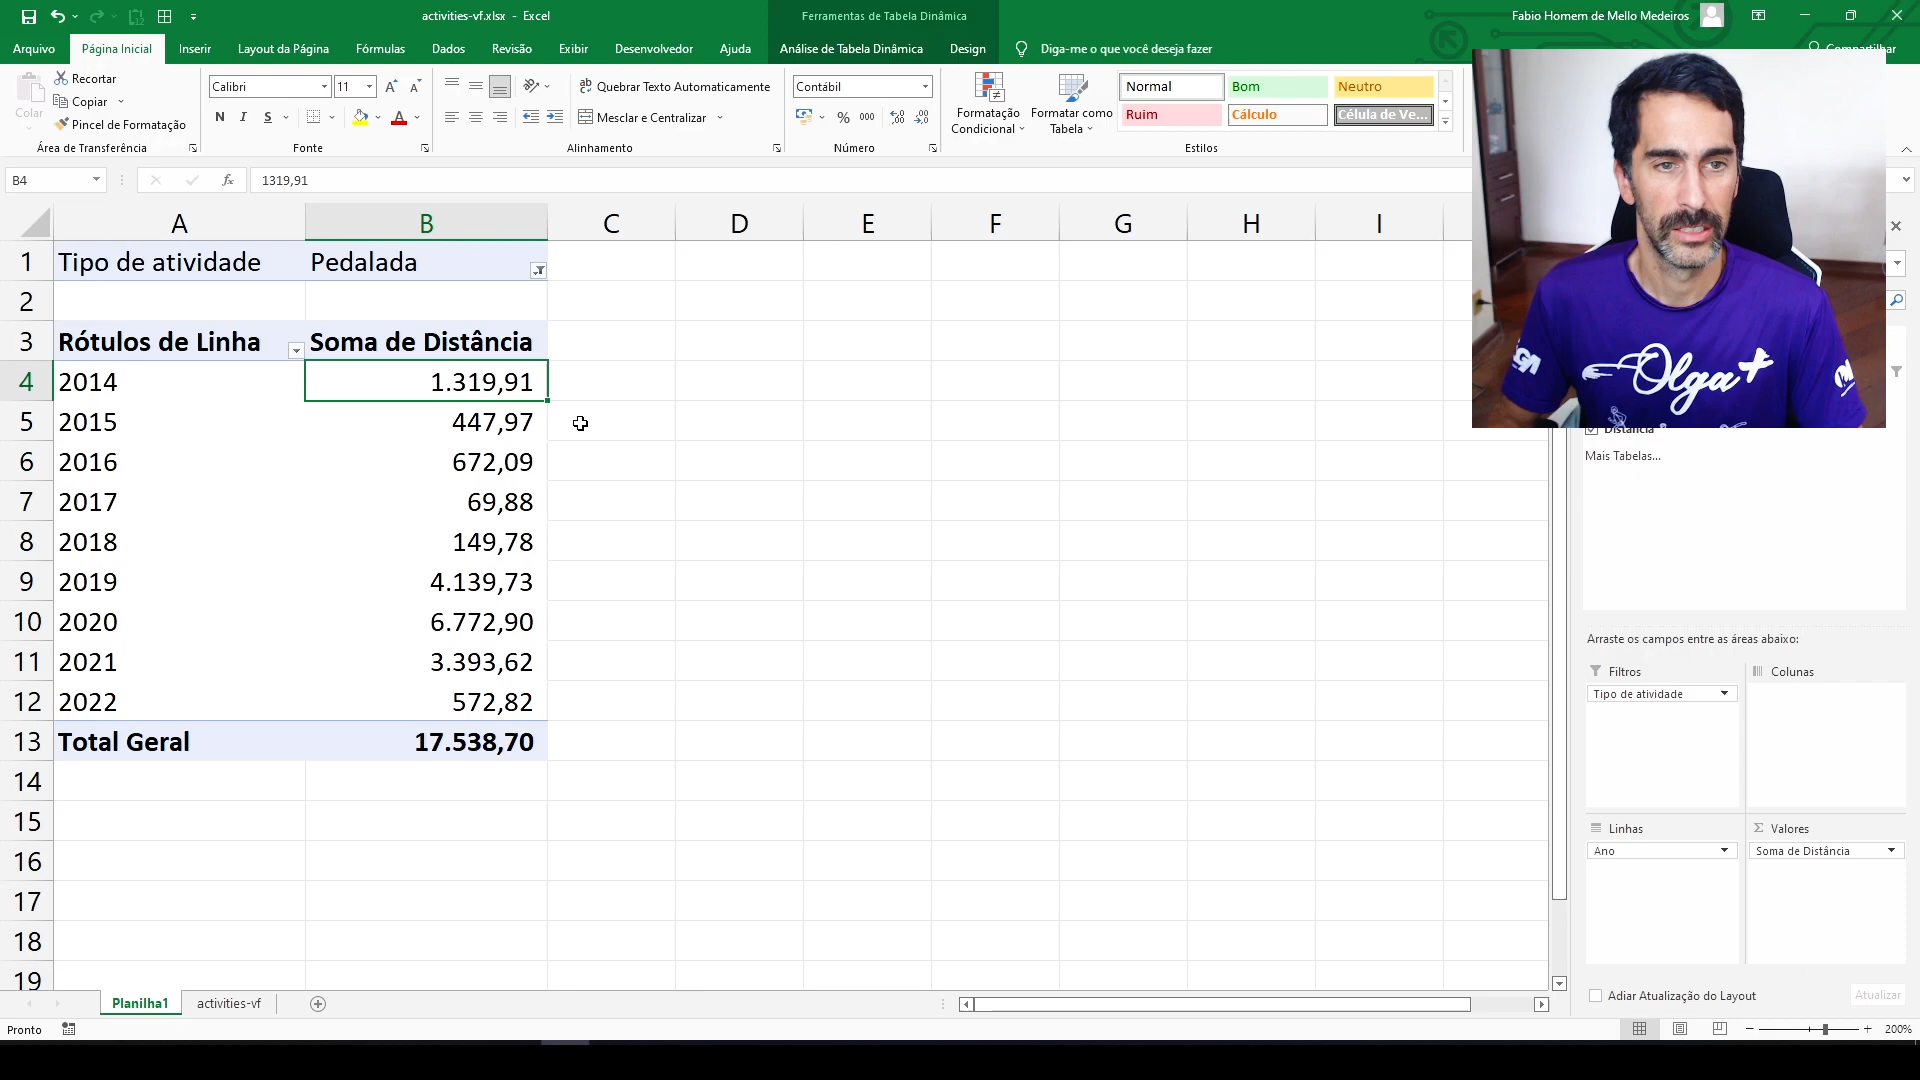 activities-vf.xlsx - Excel
Ferramentas de Tabela Dinâmica
Fabio Homem de Mello Medeiros
Arquivo
Página Inicial
Inserir
Layout da Página
Fórmulas
Dados
Revisão
Exibir
Desenvolvedor
Ajuda
Análise de Tabela Dinâmica
Design
Diga-me o que você deseja fazer
Compartilhar
Colar
Recortar
Copiar
Pincel de Formatação
Área de Transferência
Calibri
11
N
I
S
Fonte
Quebrar Texto Automaticamente
Mesclar e Centralizar
Alinhamento
Contábil
%
000
Número
Formatação Condicional
Formatar como Tabela
Normal
Bom
Neutro
Ruim
Cálculo
Célula de Ve...
Estilos
B4
fx
1319,91
A B C D E F G H I
1 Tipo de atividade Pedalada
2
3 Rótulos de Linha Soma de Distância
4 2014 1.319,91
5 2015 447,97
6 2016 672,09
7 2017 69,88
8 2018 149,78
9 2019 4.139,73
10 2020 6.772,90
11 2021 3.393,62
12 2022 572,82
13 Total Geral 17.538,70
14
15
16
17
18
19
Olga+
Distância
Mais Tabelas...
Arraste os campos entre as áreas abaixo:
Filtros
Colunas
Tipo de atividade
Linhas
Valores
Ano
Soma de Distância
Adiar Atualização do Layout
Atualizar
Planilha1
activities-vf
Pronto
200%